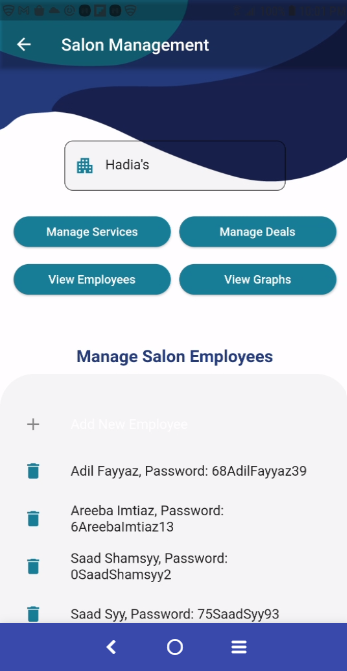 Salon Management
Hadia's
Manage Services
Manage Deals
View Employees
View Graphs
Manage Salon Employees
Add New Employee
Adil Fayyaz, Password: 68AdilFayyaz39
Areeba Imtiaz, Password:
6AreebaImtiaz13
Saad Shamsyy, Password:
0SaadShamsyy2
Saad Syy, Password: 75SaadSyy93